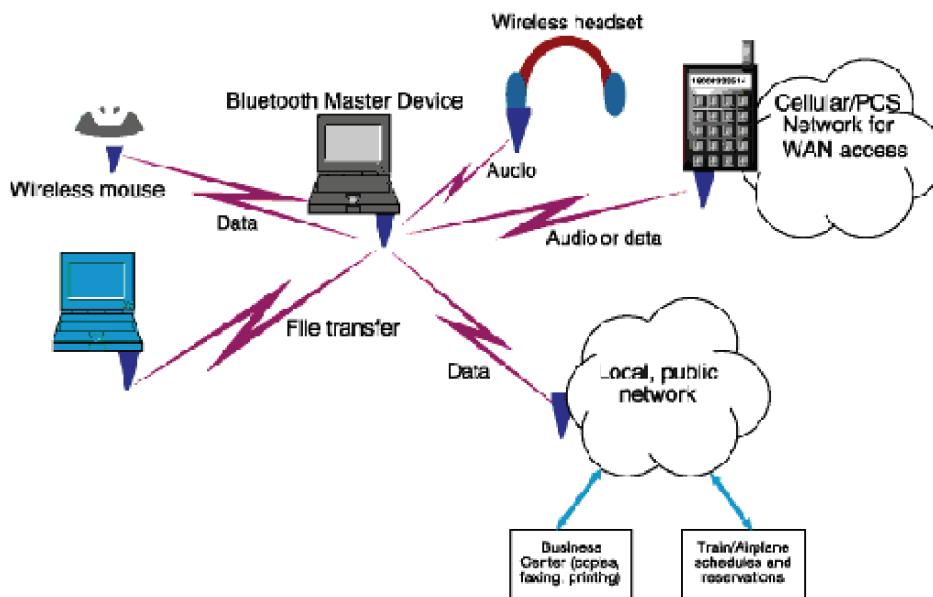 Wireless headset
Bluetooth Master Device
Cellular/PCS
Network for
WAN access
Wireless mouse
Audio
Data
Audio or data
File transfer
Data
Local, public
network
Business
Center (copies,
faxing, printing)
Train/Airplane
schedules and
reservations